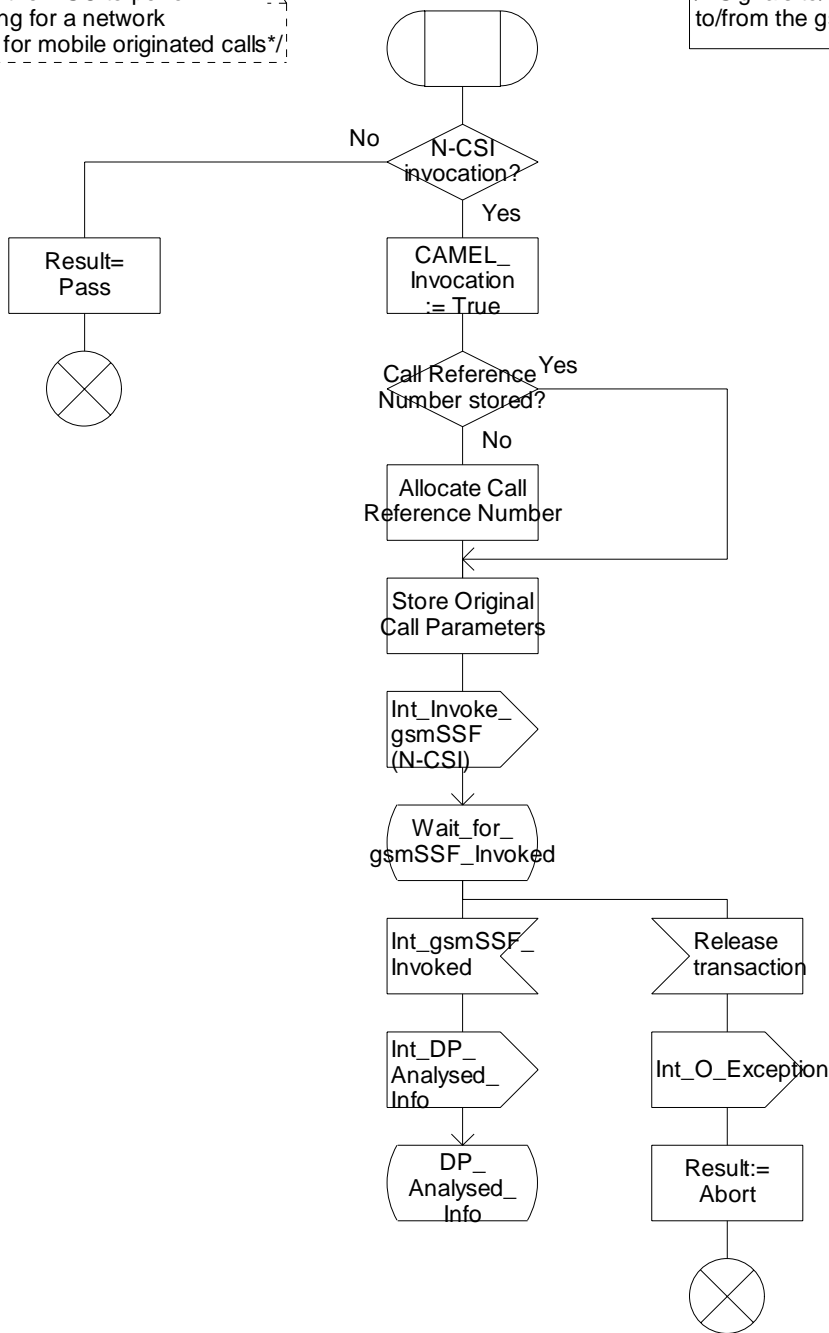 ng for a network
for mobile originated calls*/
to/from the g
No
N-CSI
invocation?
Yes
Result=
Pass
CAMEL_
Invocation
:= True
Call Reference
Number stored?
Yes
No
Allocate Call
Reference Number
Store Original
Call Parameters
Int_Invoke_
gsmSSF
(N-CSI)
Wait_for_
gsmSSF_Invoked
Int_gsmSSF_
Invoked
Release
transaction
Int_DP_
Analysed_
Info
Int_O_Exception
DP_
Analysed_
Info
Result:=
Abort